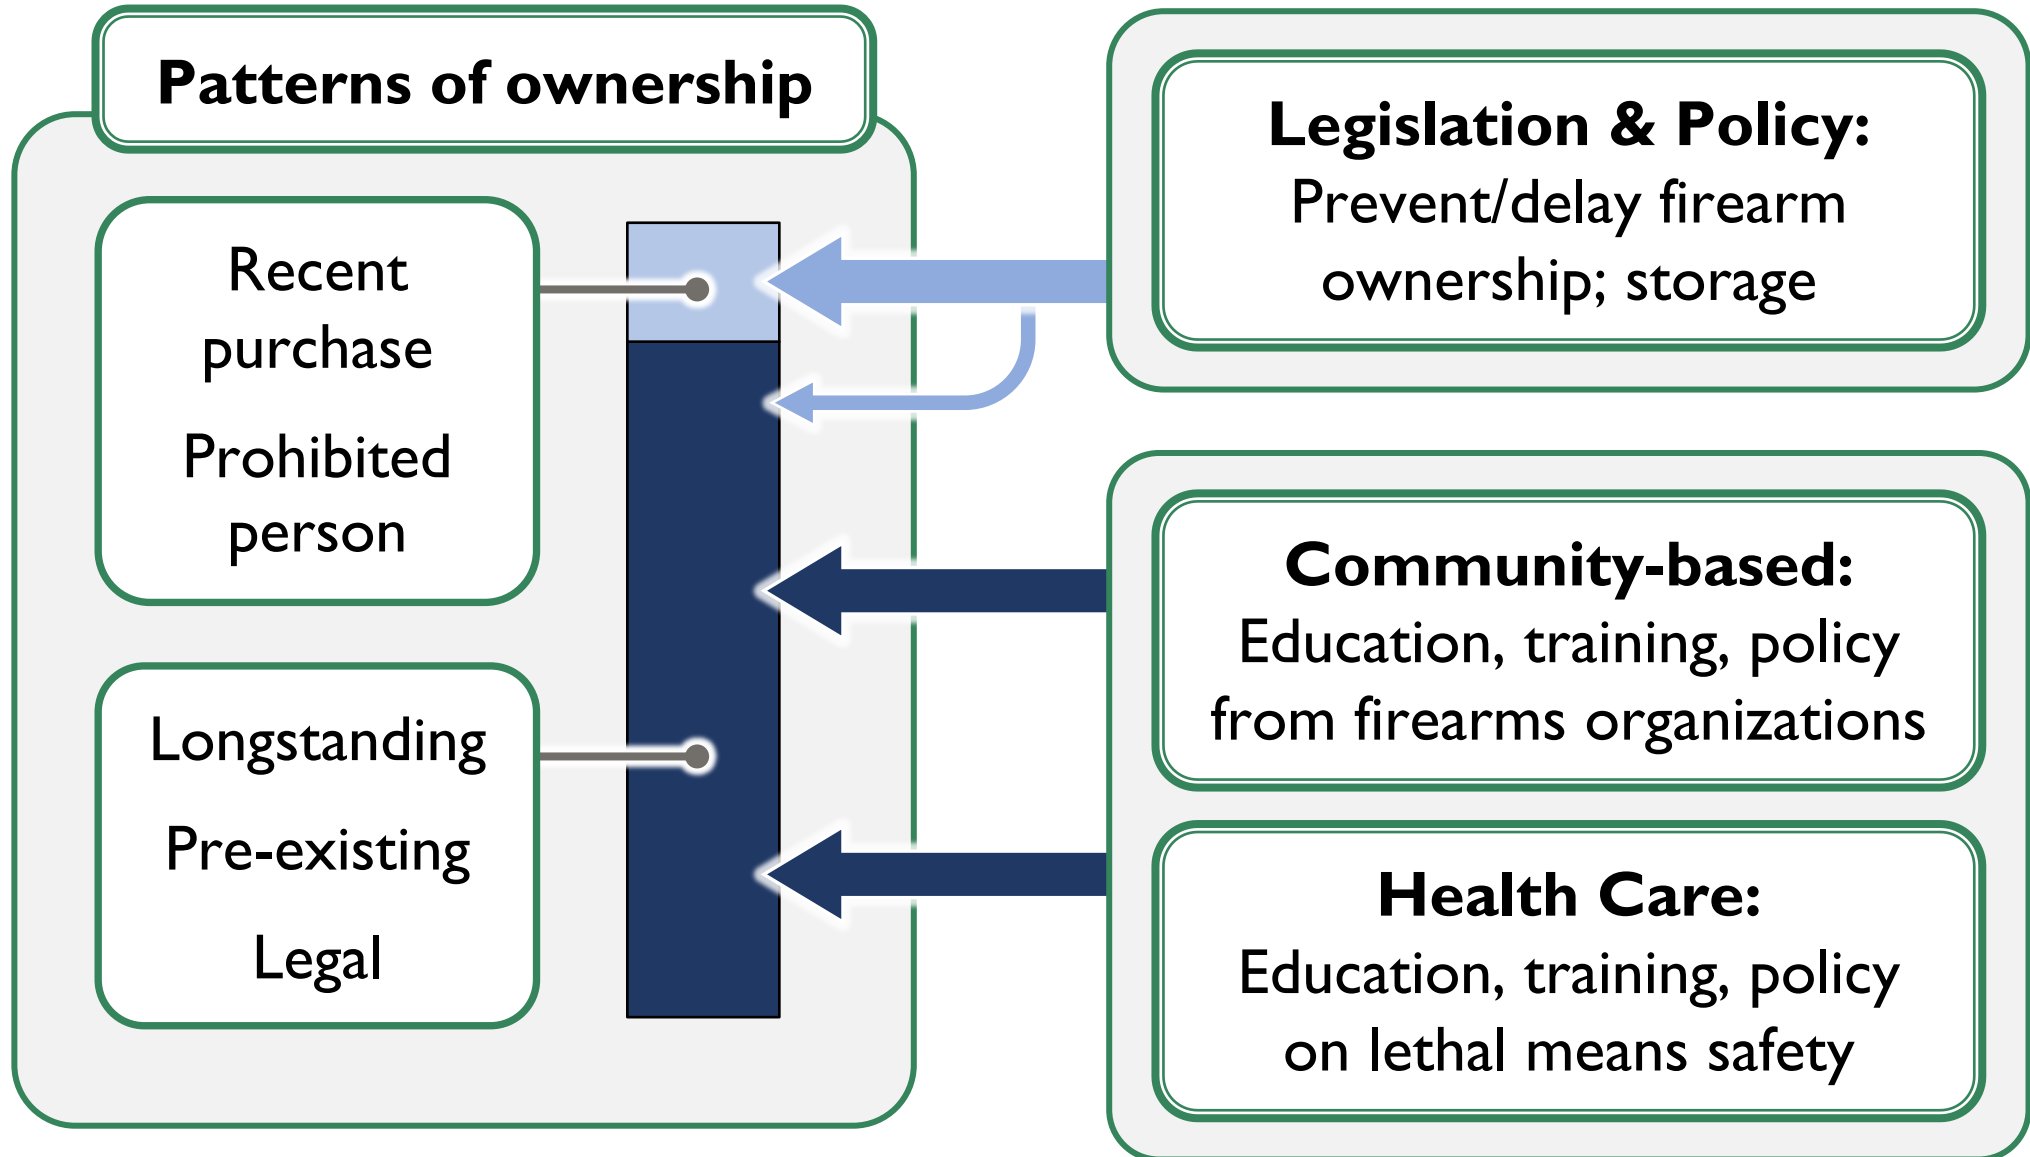 Patterns of ownership
Recent
purchase
Prohibited
person
Longstanding
Pre-existing
Legal
Legislation & Policy:
Prevent/delay firearm
ownership; storage
Community-based:
Education, training, policy
from firearms organizations
Health Care:
Education, training, policy
on lethal means safety